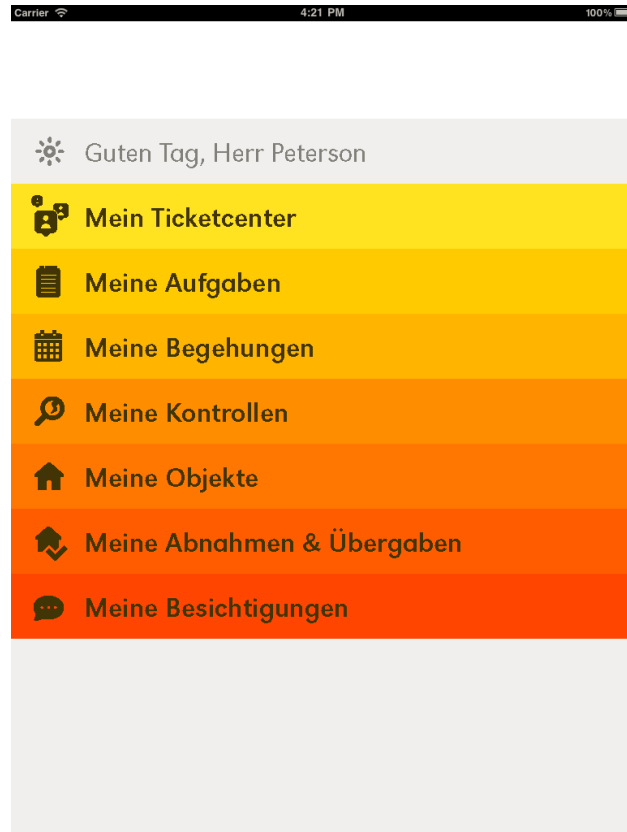 Carrier 4:21 PM 100%
Guten Tag, Herr Peterson
Mein Ticketcenter
Meine Aufgaben
Meine Begehungen
Meine Kontrollen
Meine Objekte
Meine Abnahmen & Übergaben
Meine Besichtigungen